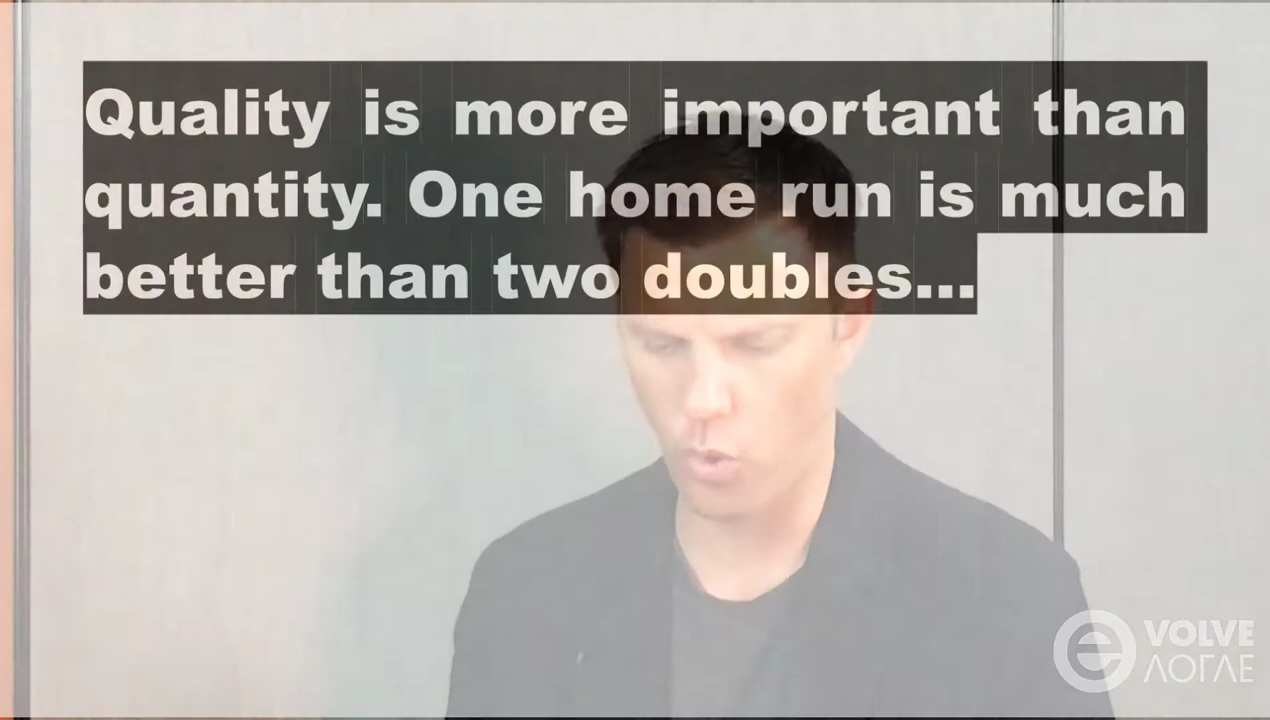 Quality is more important than
quantity. One home run is much
better than two doubles...
e VOLVE
ΛΟΓΛΕ